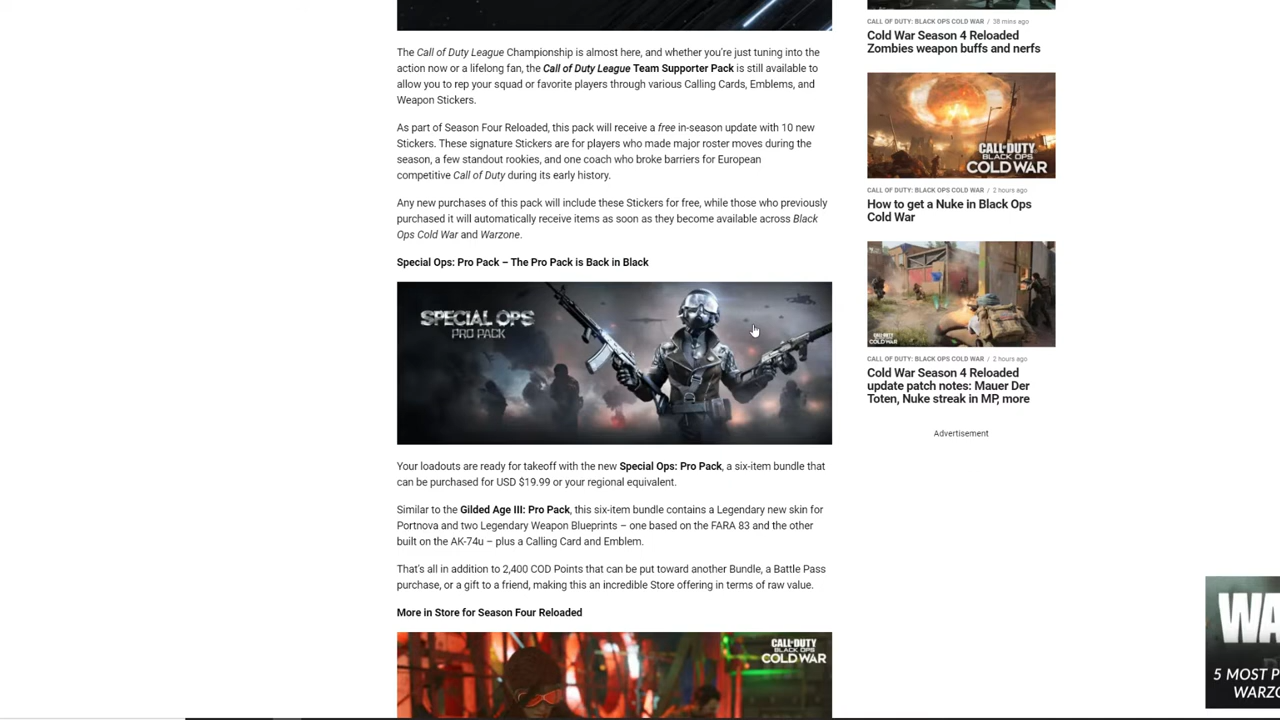 The Call of Duty League Championship is almost here, and whether you're just tuning into the
action now or a lifelong fan, the Call of Duty League Team Supporter Pack is still available to
allow you to rep your squad or favorite players through various Calling Cards, Emblems, and
Weapon Stickers.
As part of Season Four Reloaded, this pack will receive a free in-season update with 10 new
Stickers. These signature Stickers are for players who made major roster moves during the
season, a few standout rookies, and one coach who broke barriers for European
competitive Call of Duty during its early history.
Any new purchases of this pack will include these Stickers for free, while those who previously
purchased it will automatically receive items as soon as they become available across Black
Ops Cold War and Warzone.
Special Ops: Pro Pack – The Pro Pack is Back in Black
SPECIAL OPS
PRO PACK
Your loadouts are ready for takeoff with the new Special Ops: Pro Pack, a six-item bundle that
can be purchased for USD $19.99 or your regional equivalent.
Similar to the Gilded Age III: Pro Pack, this six-item bundle contains a Legendary new skin for
Portnova and two Legendary Weapon Blueprints – one based on the FARA 83 and the other
built on the AK-74u – plus a Calling Card and Emblem.
That's all in addition to 2,400 COD Points that can be put toward another Bundle, a Battle Pass
purchase, or a gift to a friend, making this an incredible Store offering in terms of raw value.
More in Store for Season Four Reloaded
CALL OF DUTY
BLACK OPS
COLD WAR
CALL OF DUTY: BLACK OPS COLD WAR / 38 mins ago
Cold War Season 4 Reloaded
Zombies weapon buffs and nerfs
CALL OF DUTY
BLACK OPS
COLD WAR
CALL OF DUTY: BLACK OPS COLD WAR / 2 hours ago
How to get a Nuke in Black Ops
Cold War
CALL OF DUTY
COLD WAR
CALL OF DUTY: BLACK OPS COLD WAR / 2 hours ago
Cold War Season 4 Reloaded
update patch notes: Mauer Der
Toten, Nuke streak in MP, more
Advertisement
WA
5 MOST P
WARZO